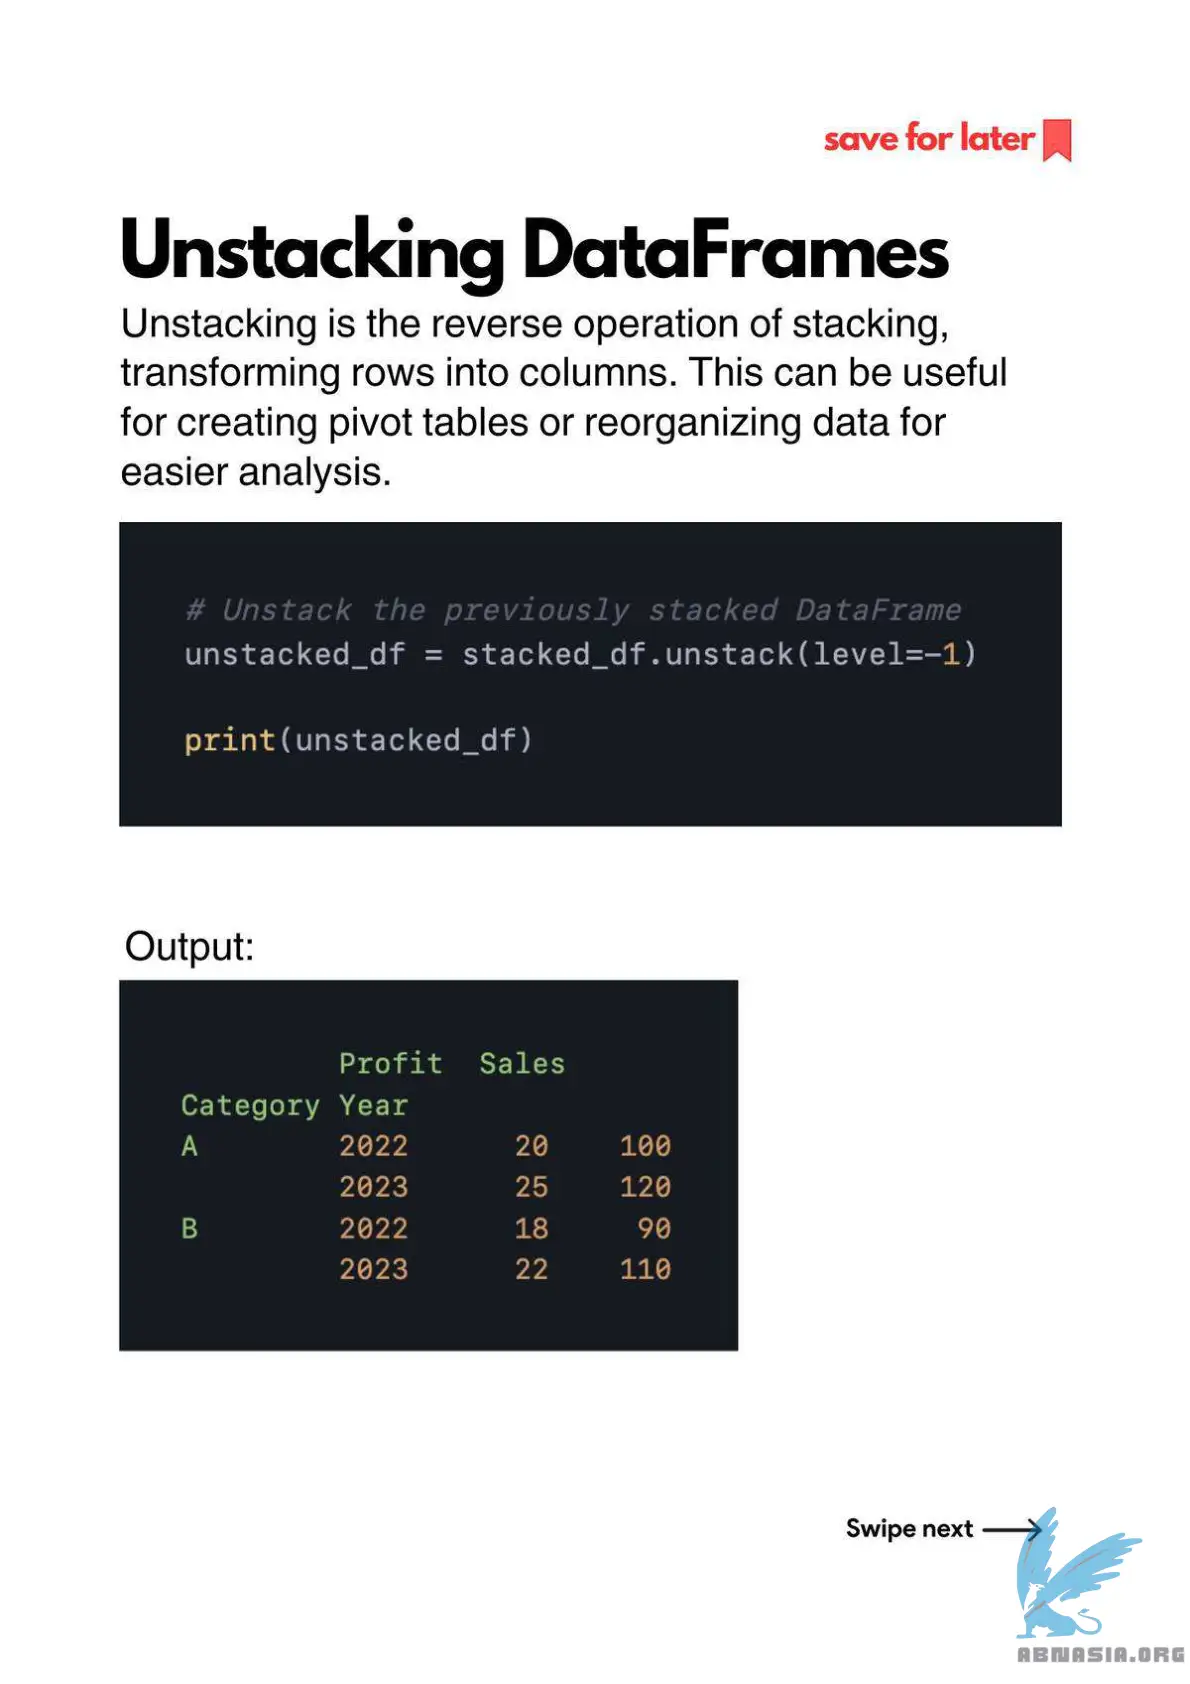 save for later
Unstacking DataFrames
Unstacking is the reverse operation of stacking,
transforming rows into columns. This can be useful
for creating pivot tables or reorganizing data for
easier analysis.
# Unstack the previously stacked DataFrame
unstacked_df = stacked_df.unstack(level=-1)
print(unstacked_df)
Output:
Profit Sales
Category Year
A 2022 20 100
2023 25 120
B 2022 18 90
2023 22 110
Swipe next
ABNASIA.ORG